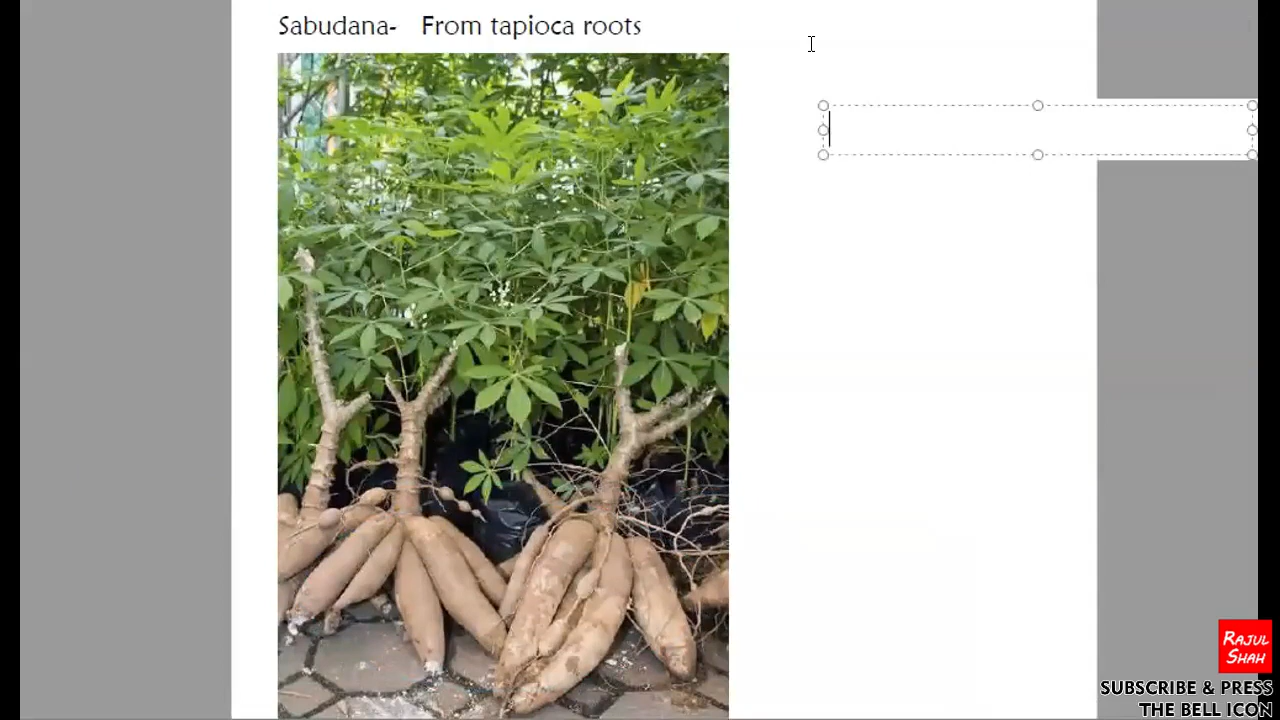 Sabudana- From tapioca roots
RAJUL
SHAH
SUBSCRIBE & PRESS
THE BELL ICON